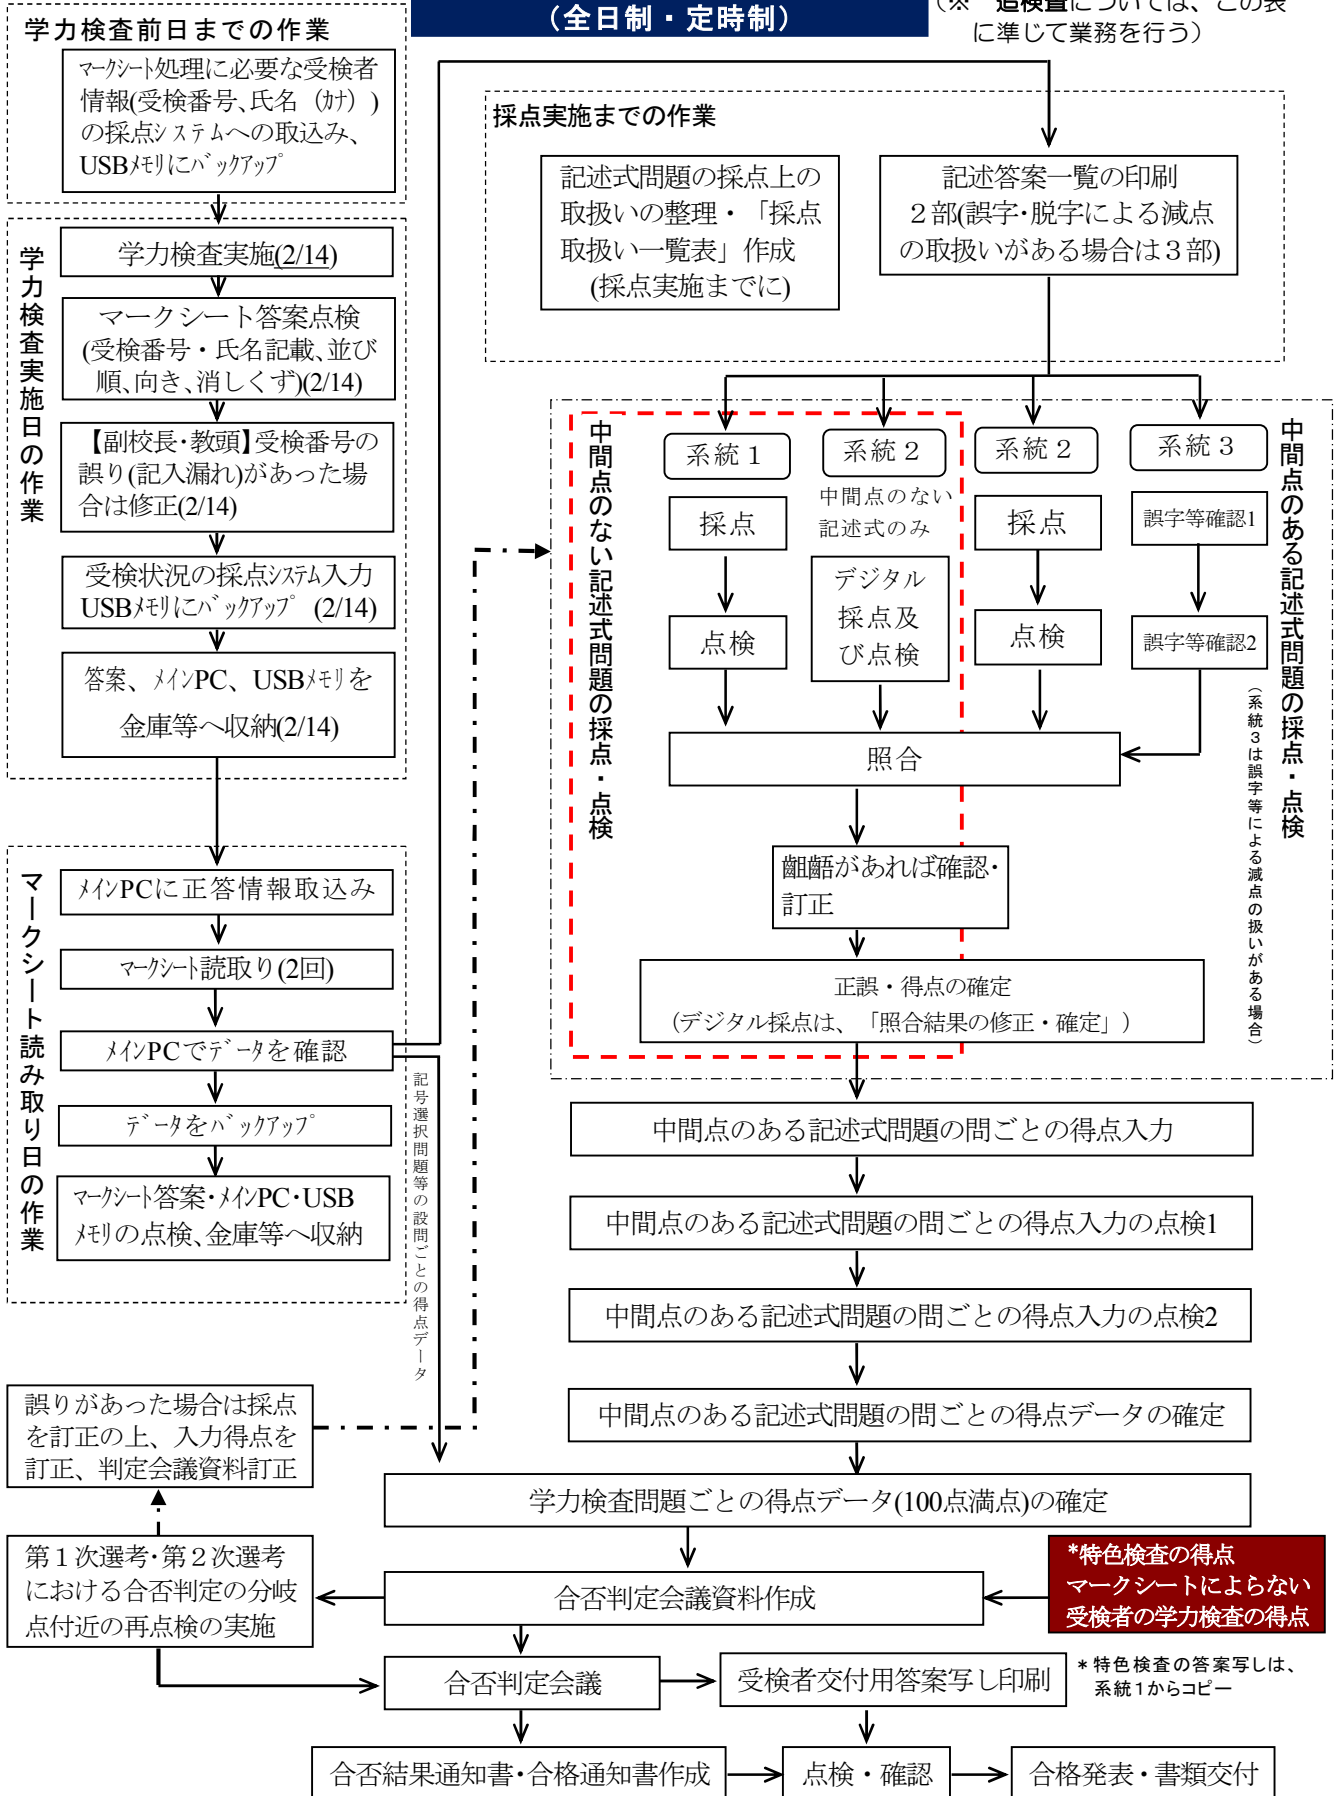 (全日制・定時制)
(※　追検査については、この表
に準じて業務を行う)
学力検査前日までの作業
マークシート処理に必要な受検者
情報(受検番号、氏名（カナ）)
の採点システムへの取込み、
USBメモリにバックアップ
学力検査実施日の作業
学力検査実施(2/14)
マークシート答案点検
(受検番号・氏名記載、並び
順、向き、消しくず)(2/14)
【副校長・教頭】受検番号の
誤り(記入漏れ)があった場
合は修正(2/14)
受検状況の採点システム入力
USBメモリにバックアップ (2/14)
答案、メインPC、USBメモリを
金庫等へ収納(2/14)
マークシート読み取り日の作業
メインPCに正答情報取込み
マークシート読取り(2回)
メインPCでデータを確認
データをバックアップ
マークシート答案・メインPC・USB
メモリの点検、金庫等へ収納
記号選択問題等の設問ごとの得点データ
採点実施までの作業
記述式問題の採点上の
取扱いの整理・「採点
取扱い一覧表」作成
(採点実施までに)
記述答案一覧の印刷
２部(誤字・脱字による減点
の取扱いがある場合は３部)
中間点のない記述式問題の採点・点検
系統１
採点
点検
系統２
中間点のない
記述式のみ
デジタル
採点及
び点検
系統２
採点
点検
系統３
誤字等確認1
誤字等確認2
中間点のある記述式問題の採点・点検
（系統３は誤字等による減点の扱いがある場合）
照合
齟齬があれば確認・
訂正
正誤・得点の確定
（デジタル採点は、「照合結果の修正・確定」）
中間点のある記述式問題の問ごとの得点入力
中間点のある記述式問題の問ごとの得点入力の点検1
中間点のある記述式問題の問ごとの得点入力の点検2
中間点のある記述式問題の問ごとの得点データの確定
学力検査問題ごとの得点データ(100点満点)の確定
誤りがあった場合は採点
を訂正の上、入力得点を
訂正、判定会議資料訂正
第１次選考・第２次選考
における合否判定の分岐
点付近の再点検の実施
合否判定会議資料作成
*特色検査の得点
マークシートによらない
受検者の学力検査の得点
合否判定会議
受検者交付用答案写し印刷
＊特色検査の答案写しは、
系統１からコピー
合否結果通知書・合格通知書作成
点検・確認
合格発表・書類交付